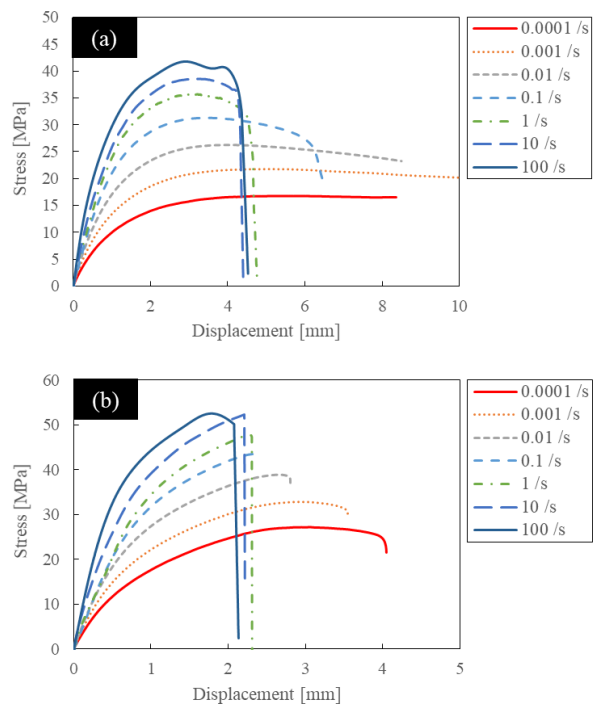 (a)
Stress [MPa]
50
45
40
35
30
25
20
15
10
5
0
0 2 4 6 8 10
Displacement [mm]
0.0001 /s
0.001 /s
0.01 /s
0.1 /s
1 /s
10 /s
100 /s
(b)
Stress [MPa]
60
50
40
30
20
10
0
0 1 2 3 4 5
Displacement [mm]
0.0001 /s
0.001 /s
0.01 /s
0.1 /s
1 /s
10 /s
100 /s